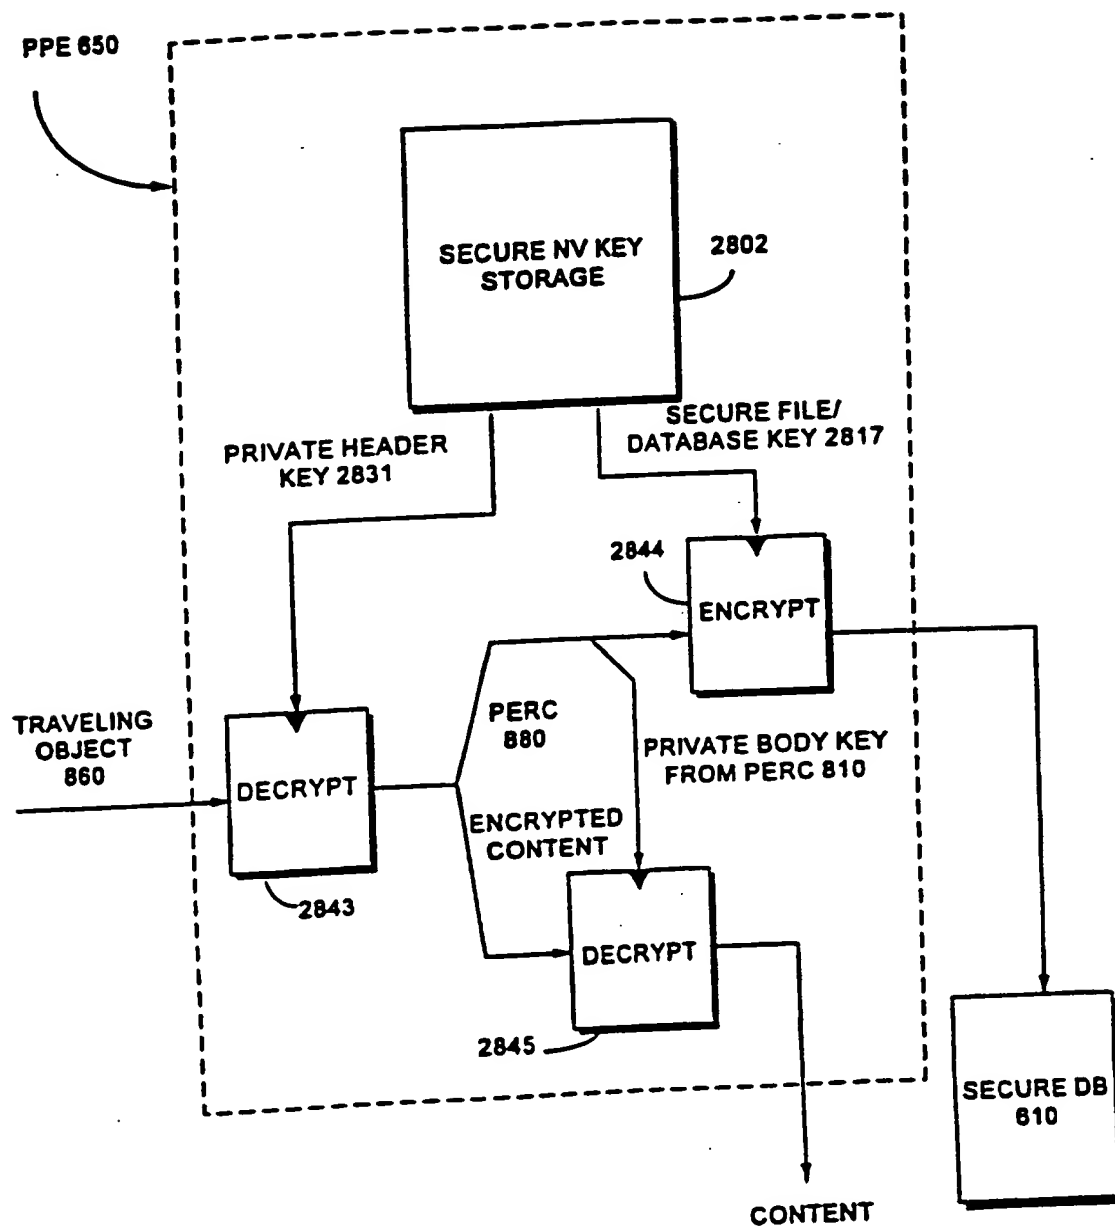 PPE 650
SECURE NV KEY
STORAGE
2802
PRIVATE HEADER
KEY 2831
SECURE FILE/
DATABASE KEY 2817
2844
ENCRYPT
TRAVELING
OBJECT
860
DECRYPT
2843
PERC
880
PRIVATE BODY KEY
FROM PERC 810
ENCRYPTED
CONTENT
DECRYPT
2845
SECURE DB
610
CONTENT